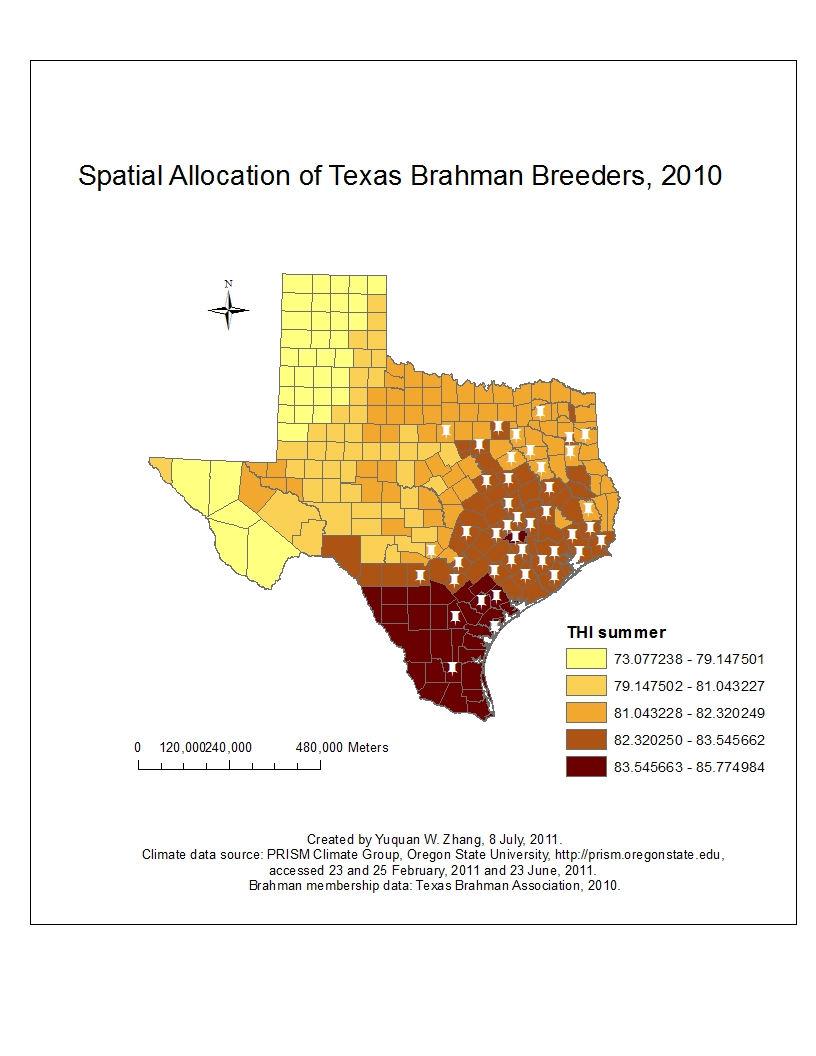 Spatial Allocation of Texas Brahman Breeders, 2010
N
THI summer
73.077238 - 79.147501
79.147502 - 81.043227
81.043228 - 82.320249
82.320250 - 83.545662
83.545663 - 85.774984
0 120,000240,000 480,000 Meters
Created by Yuquan W. Zhang, 8 July, 2011.
Climate data source: PRISM Climate Group, Oregon State University, http://prism.oregonstate.edu,
accessed 23 and 25 February, 2011 and 23 June, 2011.
Brahman membership data: Texas Brahman Association, 2010.